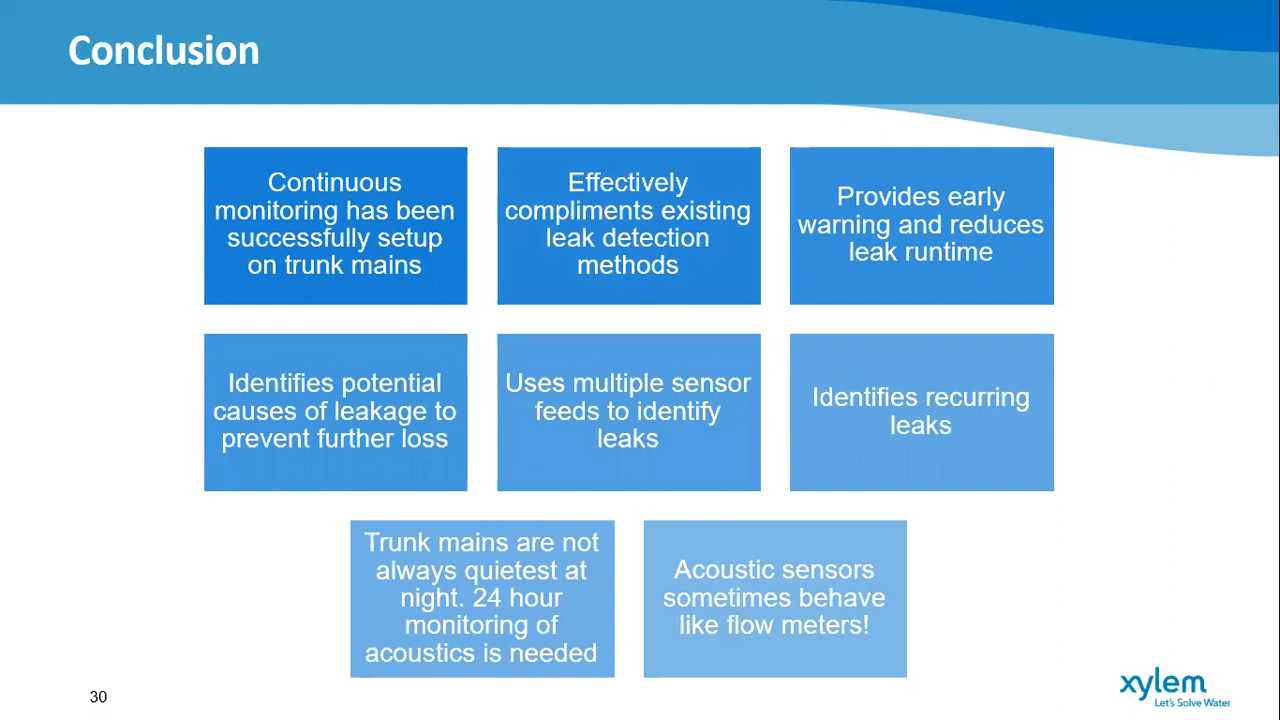 Conclusion
Continuous
monitoring has been
successfully setup
on trunk mains
Effectively
compliments existing
leak detection
methods
Provides early
warning and reduces
leak runtime
Identifies potential
causes of leakage to
prevent further loss
Uses multiple sensor
feeds to identify
leaks
Identifies recurring
leaks
Trunk mains are not
always quietest at
night. 24 hour
monitoring of
acoustics is needed
Acoustic sensors
sometimes behave
like flow meters!
30
xylem
Let's Solve Water